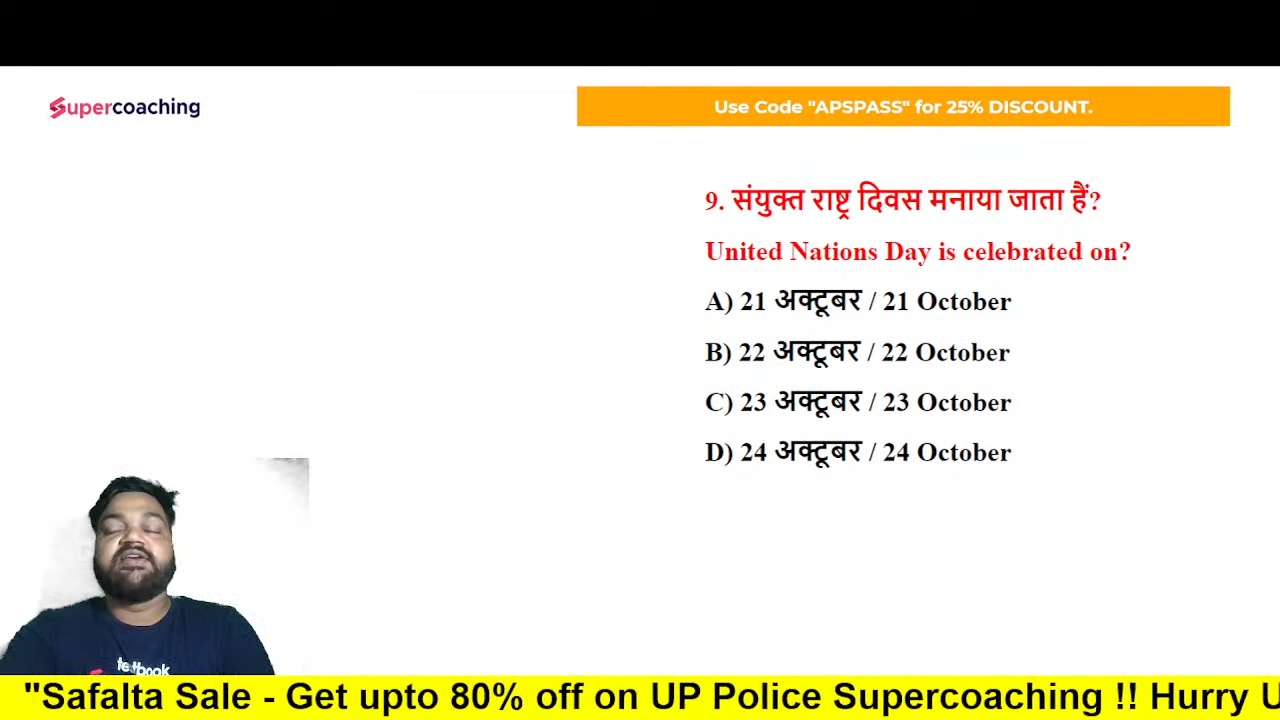 Supercoaching
Use Code "APSPASS" for 25% DISCOUNT.
9. संयुक्त राष्ट्र दिवस मनाया जाता हैं?
United Nations Day is celebrated on?
A) 21 अक्टूबर / 21 October
B) 22 अक्टूबर / 22 October
C) 23 अक्टूबर / 23 October
D) 24 अक्टूबर / 24 October
testbook
"Safalta Sale - Get upto 80% off on UP Police Supercoaching !! Hurry U